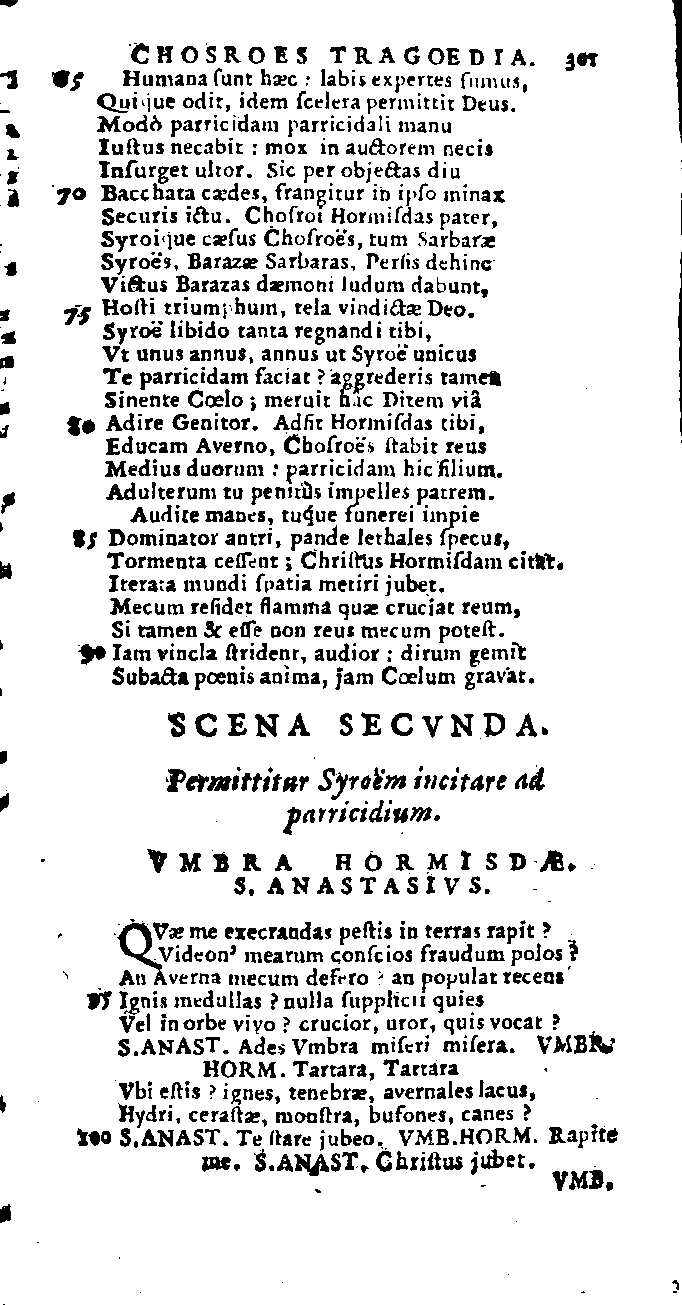 CHOSROES TRAGOEDIA. 301
65 Humana ſunt hæc : labis expertes ſumus,
Quique odit, idem ſcelera permittit Deus.
Modò parricidam parricidali manu
Iuſtus necabit : mox in auctorem necis
Inſurget ultor. Sic per objectas diu
70 Bacchata cædes, frangitur in ipſo minax
Securis ictu. Choſroi Hormiſdas pater,
Syroique cæſus Choſroës, tum Sarbaræ
Syroës, Barazæ Sarbaras, Perſis dehinc
Victus Barazas dæmoni ludum dabunt,
75 Hoſti triumphum, tela vindictæ Deo.
Syroë libido tanta regnandi tibi,
Vt unus annus, annus ut Syroë unicus
Te parricidam faciat ? aggrederis tamen
Sinente Cœlo ; meruit hâc Ditem viâ
80 Adire Genitor. Adſit Hormiſdas tibi,
Educam Averno, Choſroës ſtabit reus
Medius duorum : parricidam hic filium.
Adulterum tu penitùs impelles patrem.
Audite manes, tuque funerei impie
85 Dominator antri, pande lethales ſpecus,
Tormenta ceſſent ; Chriſtus Hormiſdam citat.
Iterata mundi ſpatia metiri jubet.
Mecum reſidet flamma quæ cruciat reum,
Si tamen & eſſe non reus mecum poteſt.
90 Iam vincla ſtrident, audior ; dirum gemit
Subacta pœnis anima, jam Cœlum gravat.
SCENA SECVNDA.
Permittitur Syroëm incitare ad
parricidium.
VMBRA HORMISDÆ.
S. ANASTASIVS.
QVæ me execrandas peſtis in terras rapit ?
Videon' mearum conſcios fraudum polos ?
An Averna mecum defero ? an populat recens
95 Ignis medullas ? nulla ſupplicii quies
Vel in orbe vivo ? crucior, uror, quis vocat ?
S.ANAST. Ades Vmbra miſeri miſera. VMBR.
HORM. Tartara, Tartara
Vbi eſtis ? ignes, tenebræ, avernales lacus,
Hydri, ceraſtæ, monſtra, bufones, canes ?
100 S.ANAST. Te ſtare jubeo. VMB.HORM. Rapite
me. S.ANAST. Chriſtus jubet.
VMB.